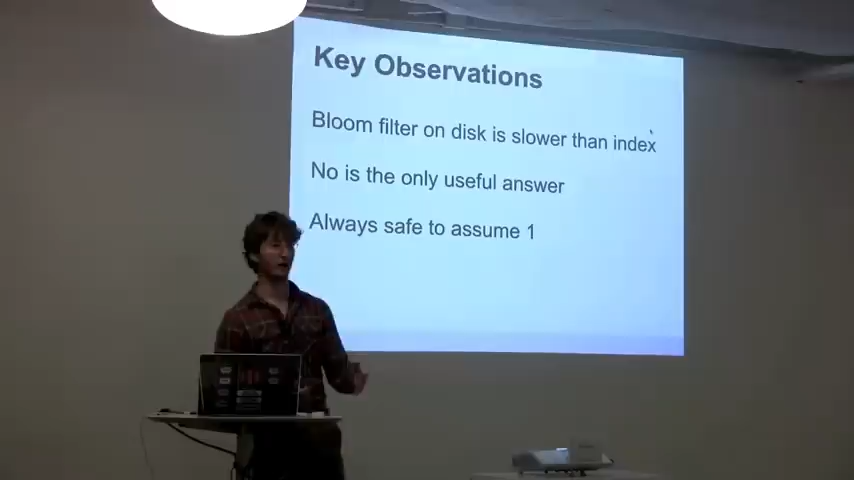 Key Observations
Bloom filter on disk is slower than index
No is the only useful answer
Always safe to assume 1